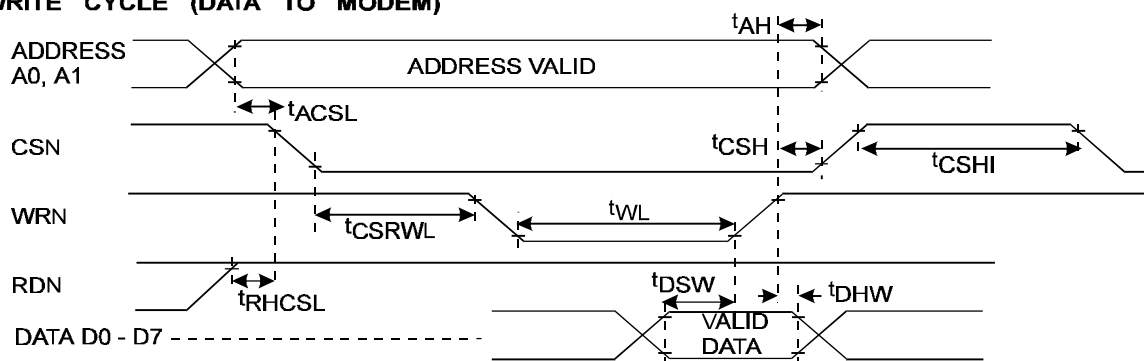 WRITE CYCLE (DATA TO MODEM)
tAH
ADDRESS
A0, A1
ADDRESS VALID
tACSL
CSN
tCSH
tCSHI
WRN
tCSRWL
tWL
RDN
tRHCSL
tDSW
tDHW
DATA D0 - D7
VALID
DATA